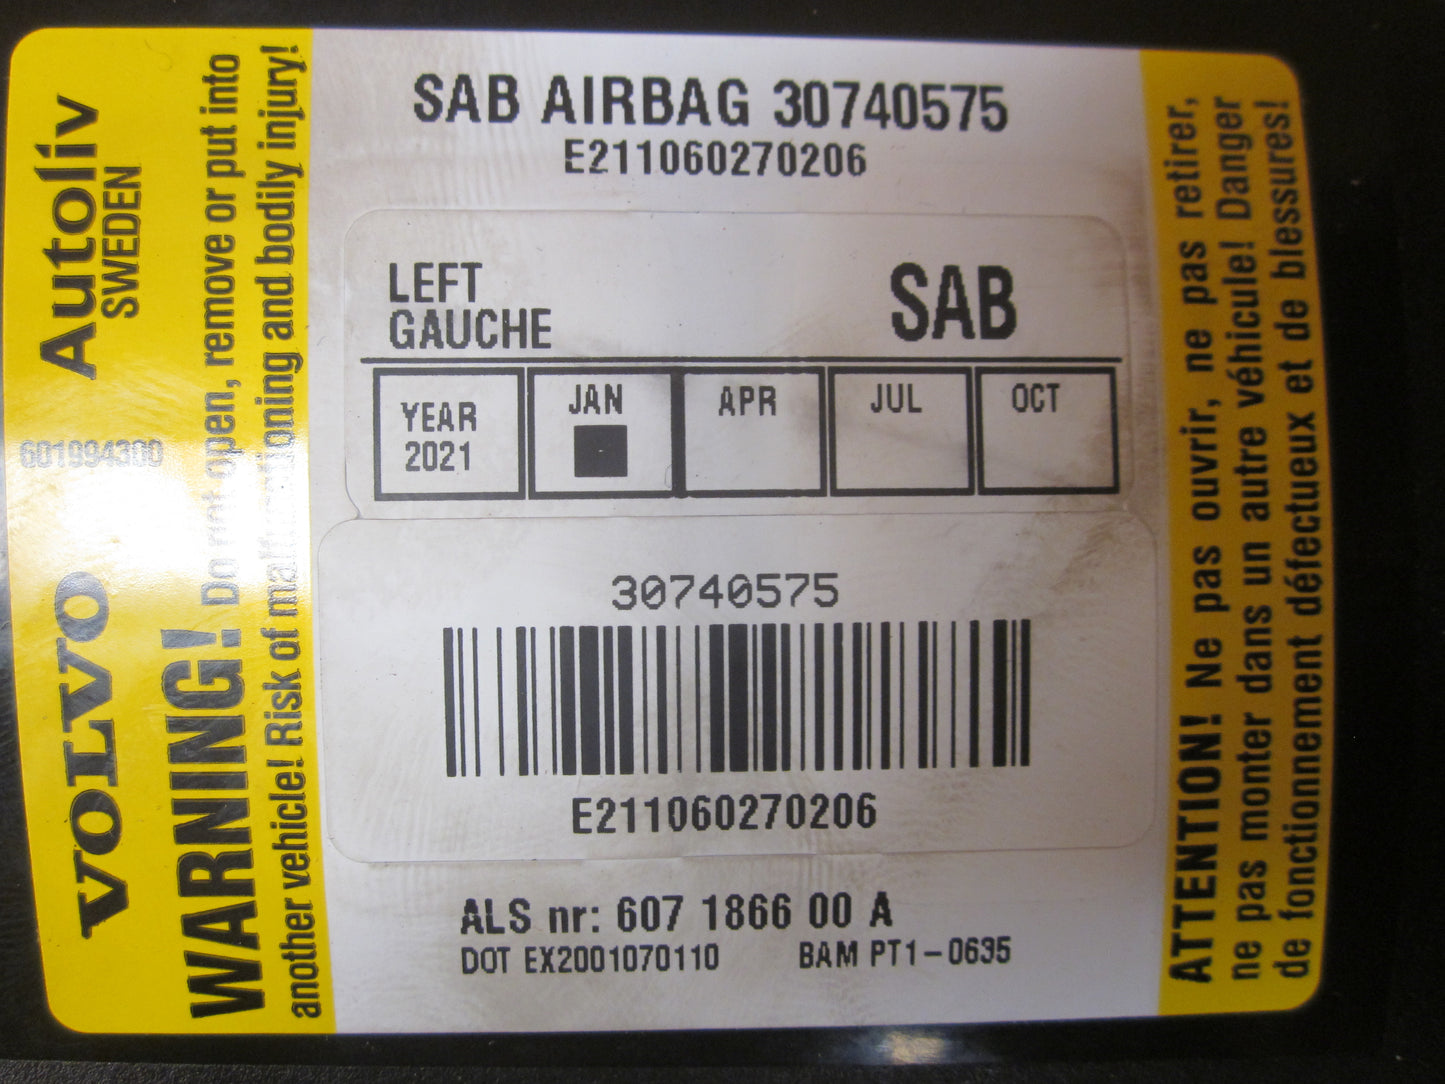 VOLVO Autoliv
SWEDEN
601994300
WARNING! Do not open, remove or put into
another vehicle! Risk of malfunctioning and bodily injury!
SAB AIRBAG 30740575
E211060270206
LEFT
GAUCHE
SAB
YEAR
2021
JAN
APR
JUL
OCT
30740575
E211060270206
ALS nr: 607 1866 00 A
DOT EX2001070110 BAM PT1-0635
ATTENTION! Ne pas ouvrir, ne pas retirer,
ne pas monter dans un autre véhicule! Danger
de fonctionnement défectueux et de blessures!